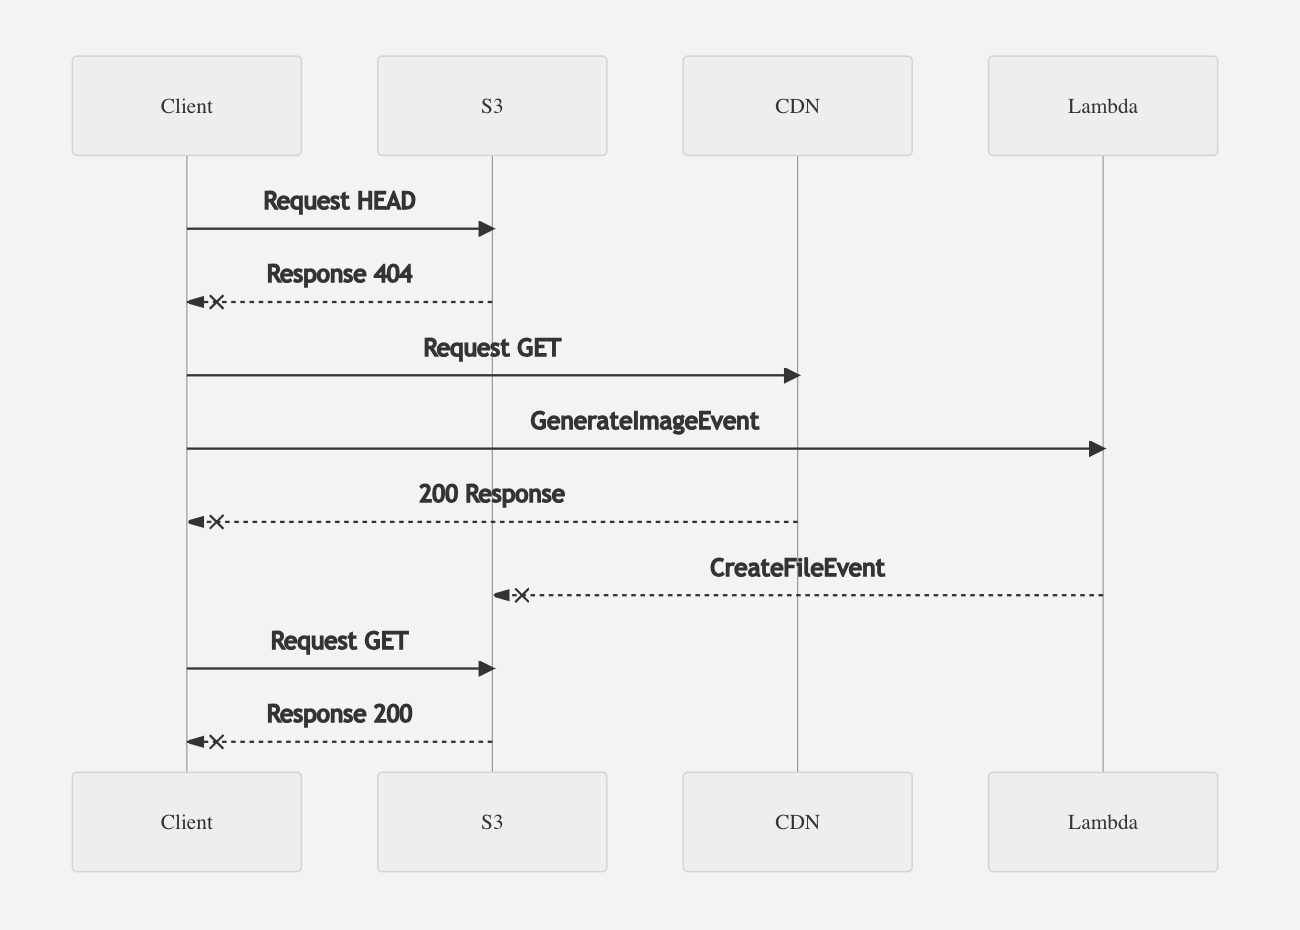 Client
S3
CDN
Lambda
Request HEAD
Response 404
Request GET
GenerateImageEvent
200 Response
CreateFileEvent
Request GET
Response 200
Client
S3
CDN
Lambda